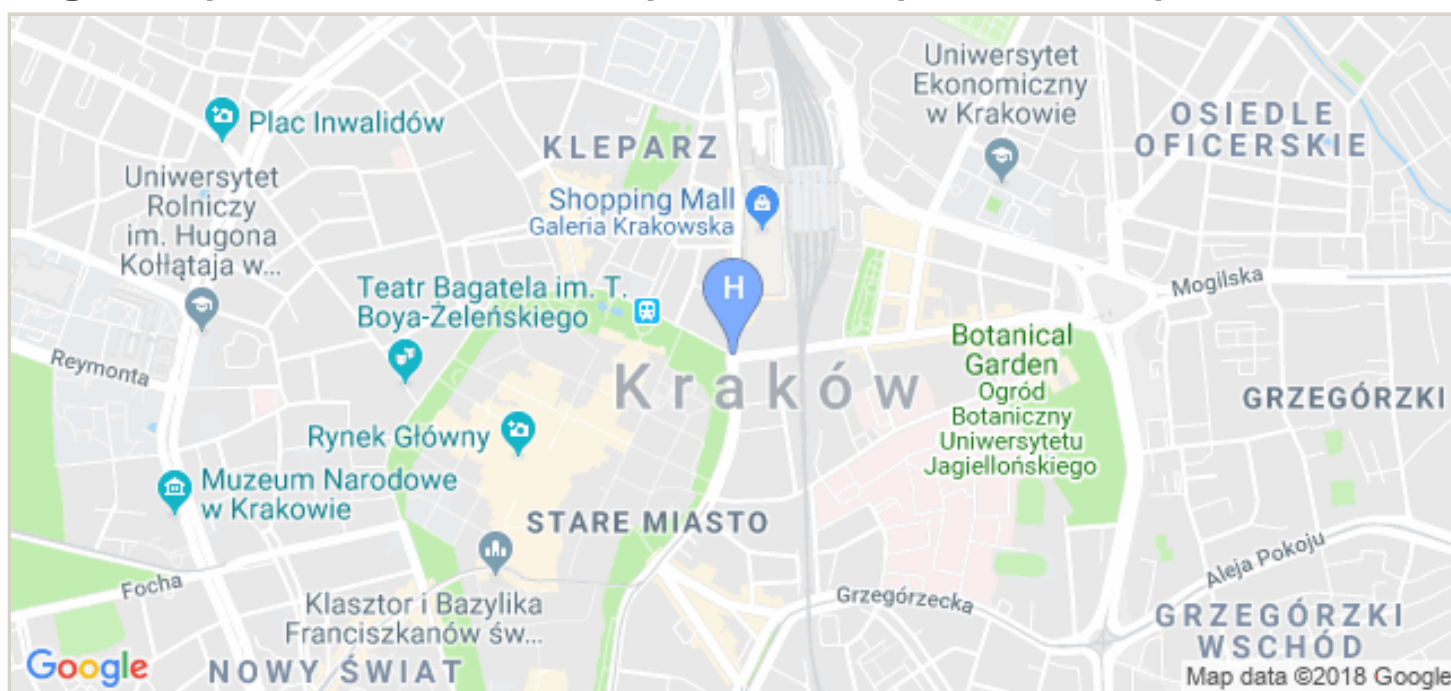 Plac Inwalidów
KLEPARZ
Uniwersytet
Ekonomiczny
w Krakowie
OSIEDLE
OFICERSKIE
Uniwersytet
Rolniczy
im. Hugona
Kołłątaja w...
Shopping Mall
Galeria Krakowska
H
Mogilska
Teatr Bagatela im. T.
Boya-Żeleńskiego
Reymonta
Kraków
Botanical
Garden
Ogród
Botaniczny
Uniwersytetu
Jagiellońskiego
GRZEGÓRZKI
Rynek Główny
Muzeum Narodowe
w Krakowie
STARE MIASTO
Focha
Klasztor i Bazylika
Franciszkanów św...
Grzegórzecka
Aleja Pokoju
GRZEGÓRZKI
WSCHÓD
Google
NOWY ŚWIAT
Map data ©2018 Google